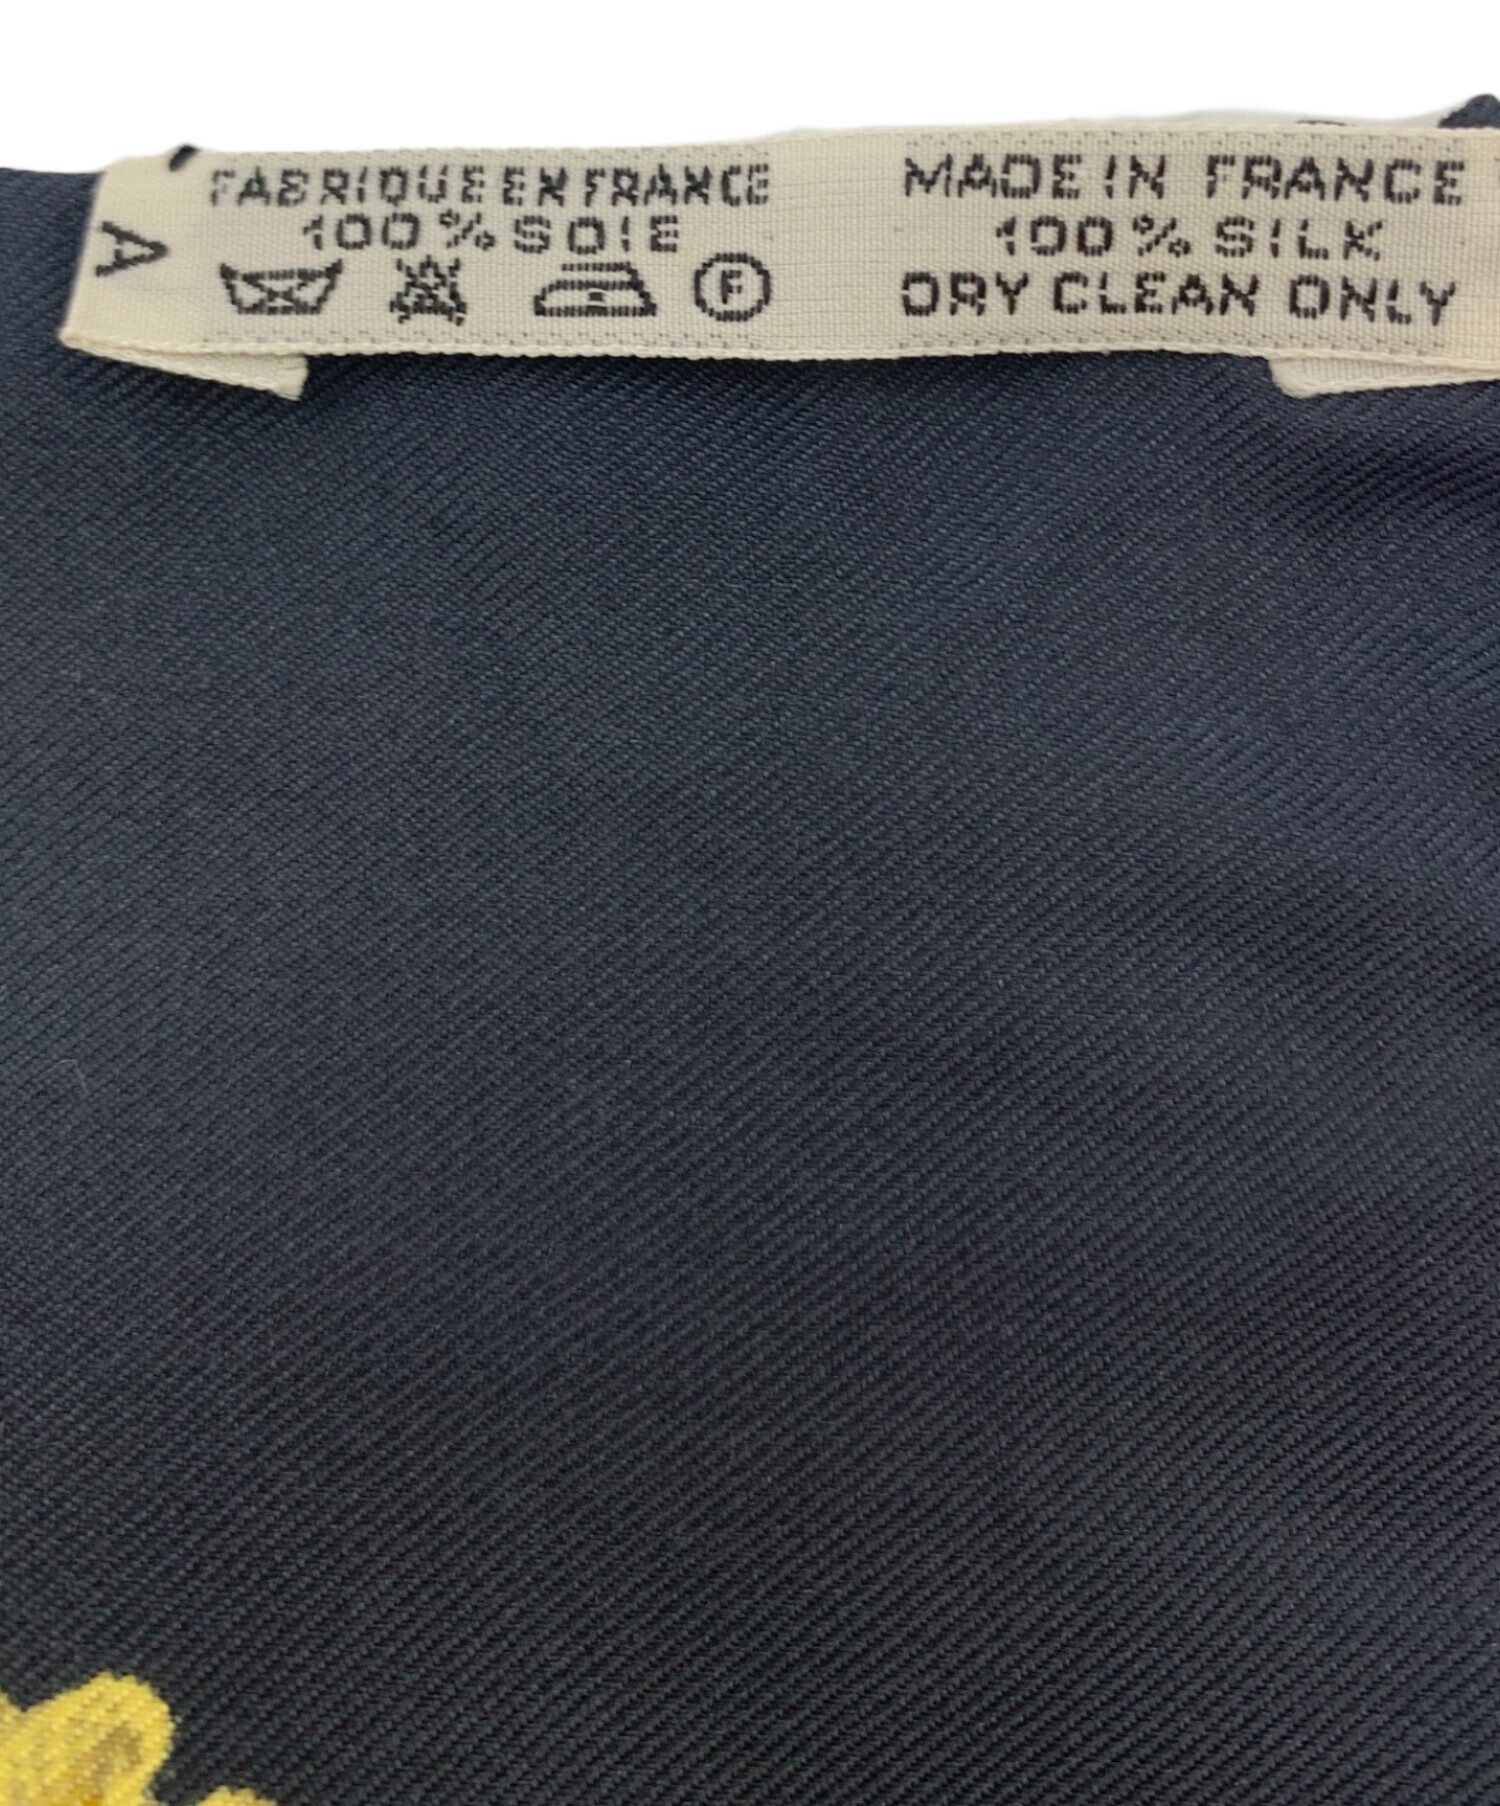 A
FABRIQUE EN FRANCE
100% SOIE
F
MADE IN FRANCE
100% SILK
DRY CLEAN ONLY